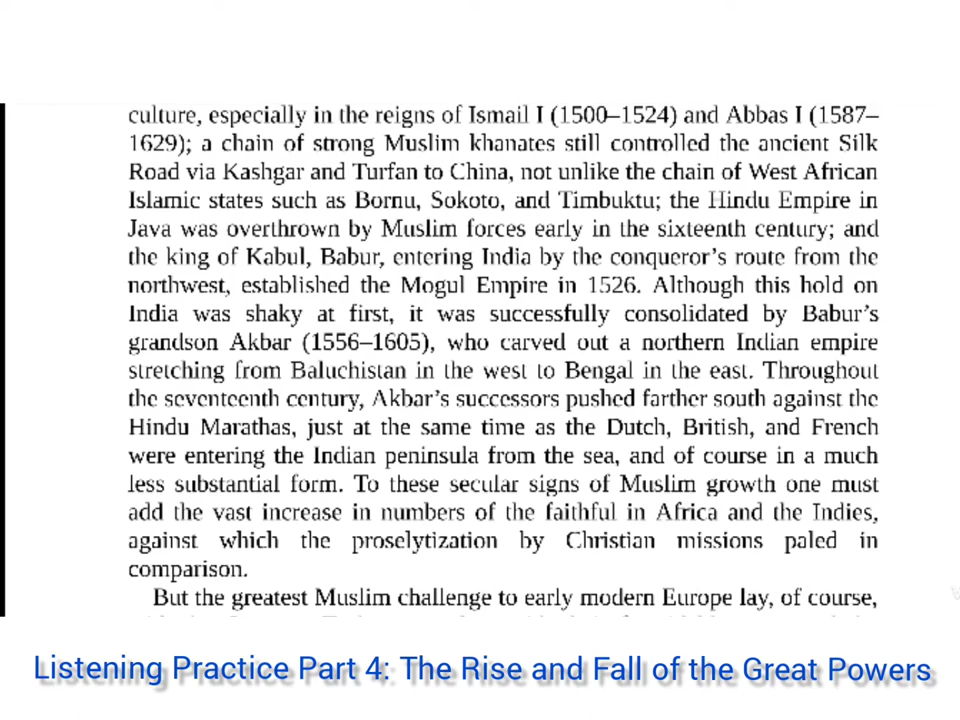 culture, especially in the reigns of Ismail I (1500–1524) and Abbas I (1587–
1629); a chain of strong Muslim khanates still controlled the ancient Silk
Road via Kashgar and Turfan to China, not unlike the chain of West African
Islamic states such as Bornu, Sokoto, and Timbuktu; the Hindu Empire in
Java was overthrown by Muslim forces early in the sixteenth century; and
the king of Kabul, Babur, entering India by the conqueror’s route from the
northwest, established the Mogul Empire in 1526. Although this hold on
India was shaky at first, it was successfully consolidated by Babur’s
grandson Akbar (1556–1605), who carved out a northern Indian empire
stretching from Baluchistan in the west to Bengal in the east. Throughout
the seventeenth century, Akbar’s successors pushed farther south against the
Hindu Marathas, just at the same time as the Dutch, British, and French
were entering the Indian peninsula from the sea, and of course in a much
less substantial form. To these secular signs of Muslim growth one must
add the vast increase in numbers of the faithful in Africa and the Indies,
against which the proselytization by Christian missions paled in
comparison.
But the greatest Muslim challenge to early modern Europe lay, of course,
Listening Practice Part 4: The Rise and Fall of the Great Powers